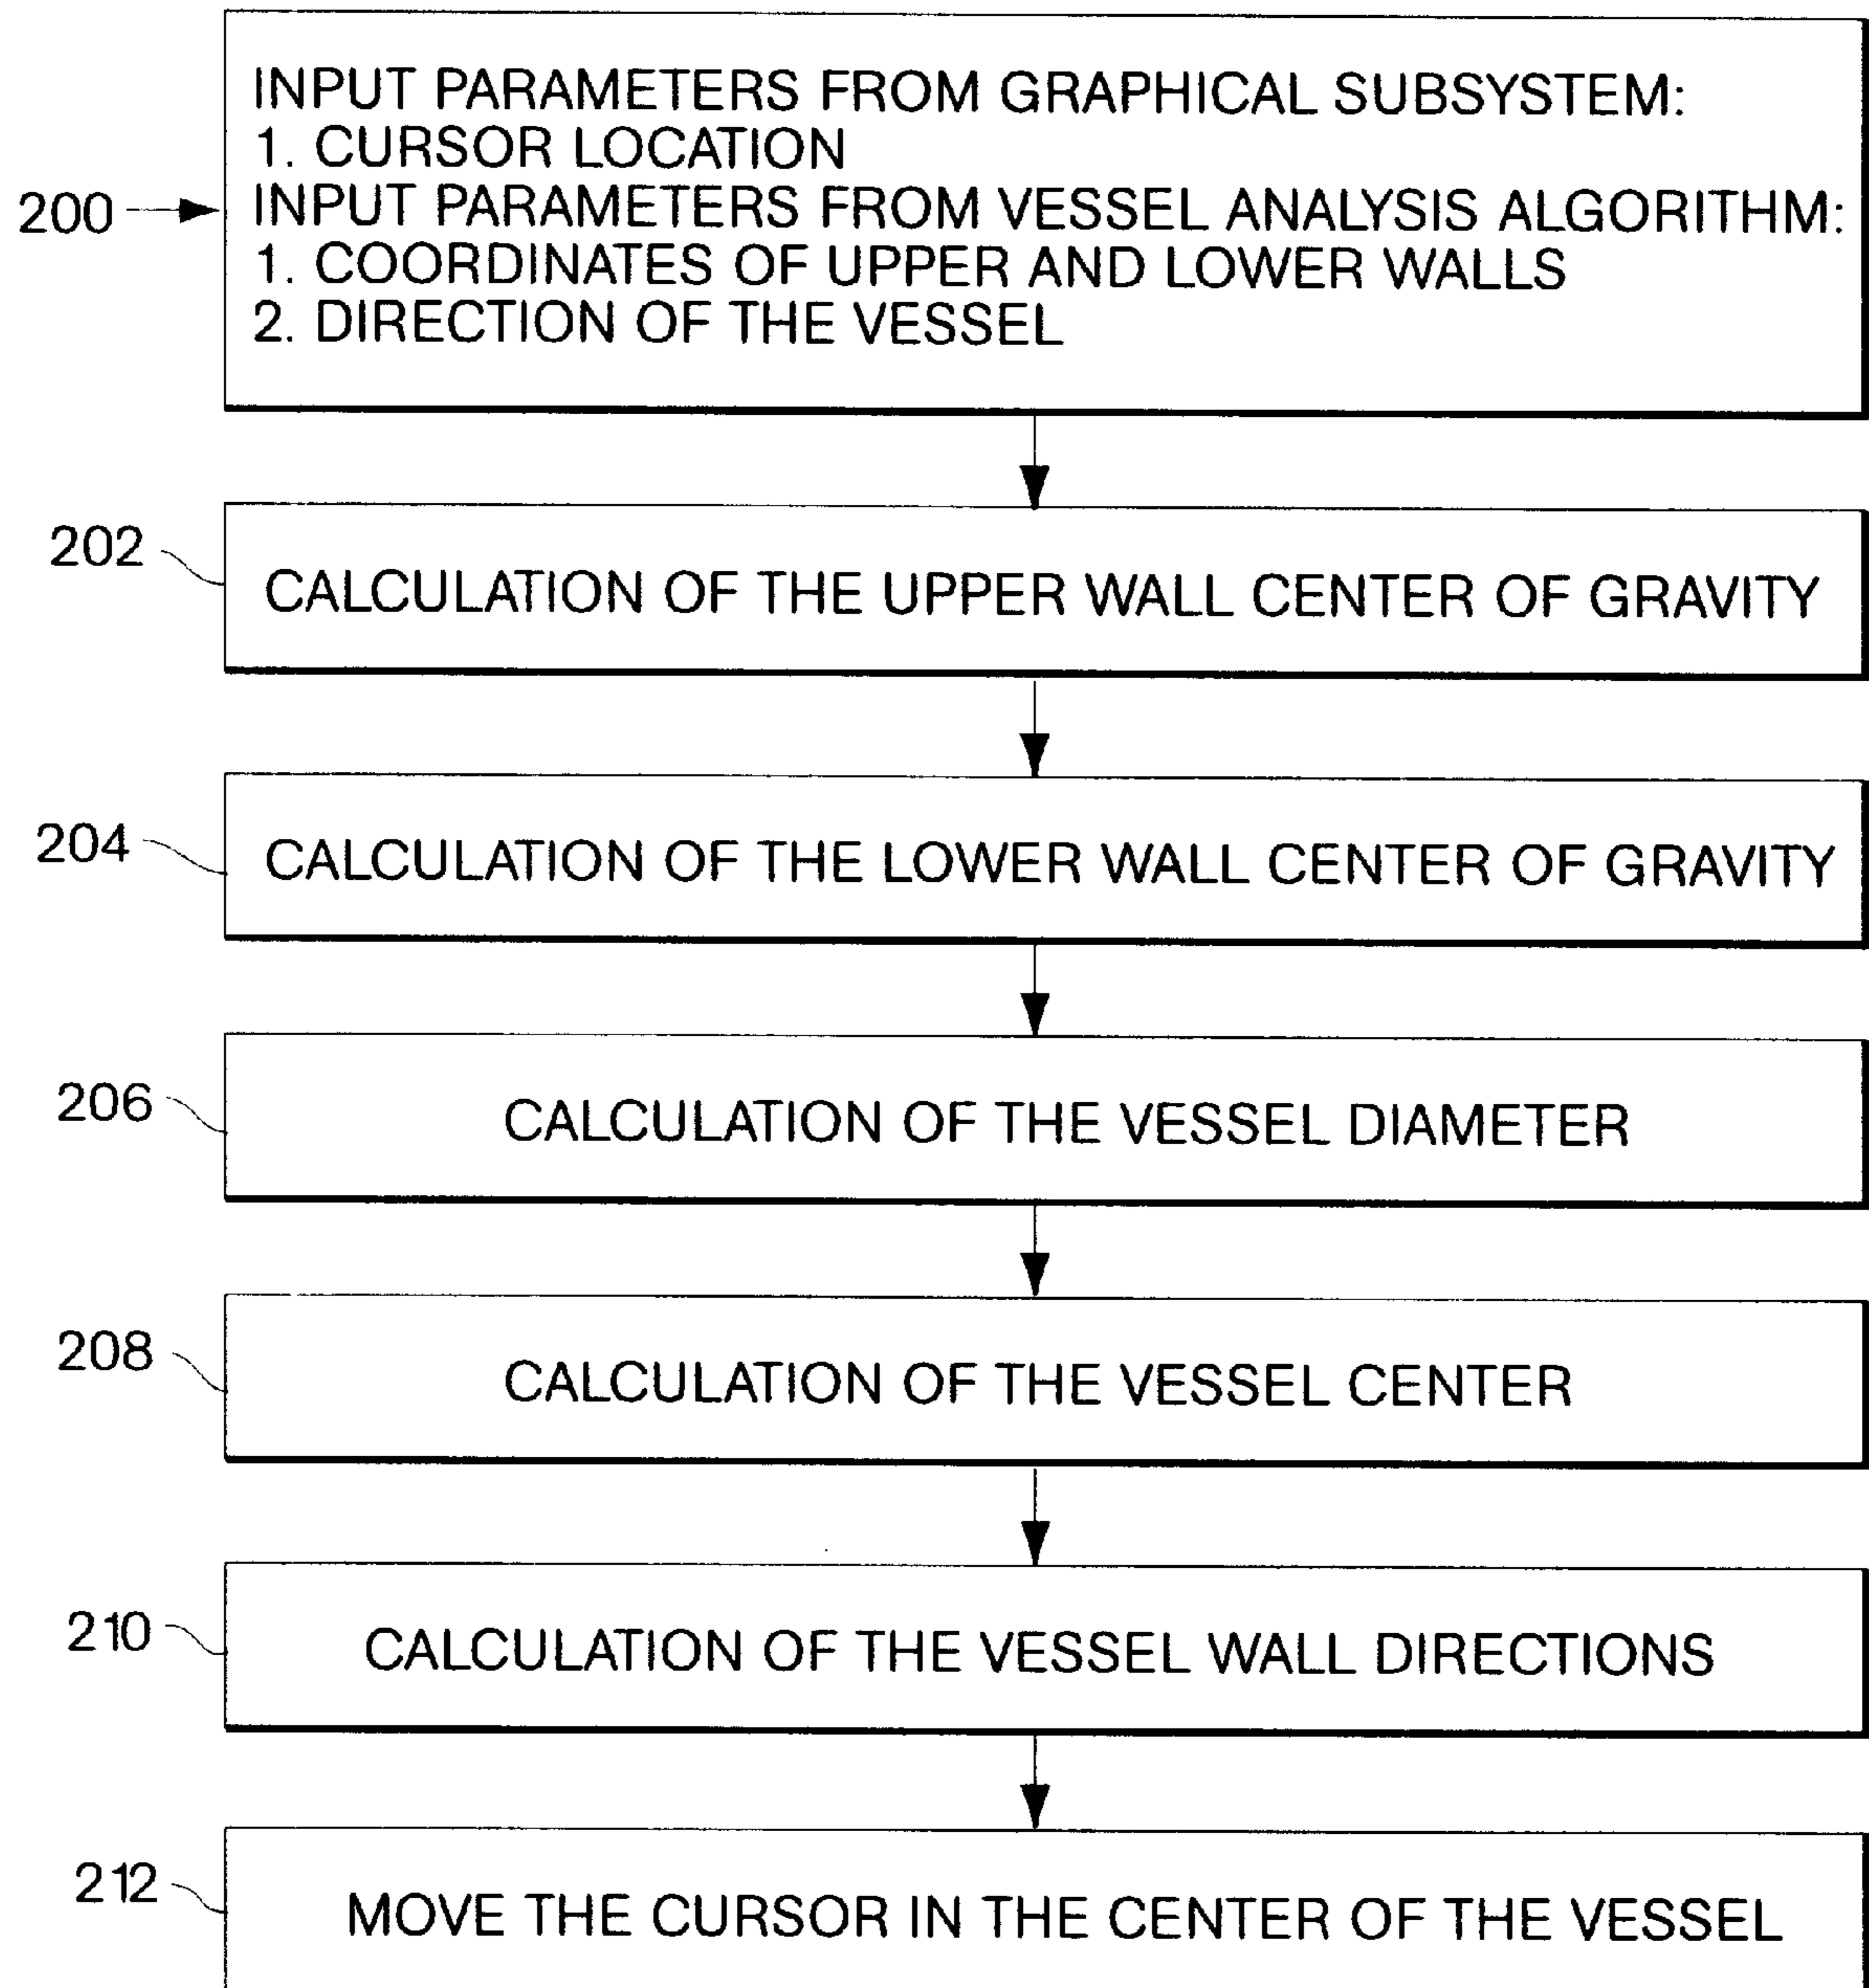 INPUT PARAMETERS FROM GRAPHICAL SUBSYSTEM:
1. CURSOR LOCATION
200
INPUT PARAMETERS FROM VESSEL ANALYSIS ALGORITHM:
1. COORDINATES OF UPPER AND LOWER WALLS
2. DIRECTION OF THE VESSEL
202
CALCULATION OF THE UPPER WALL CENTER OF GRAVITY
204
CALCULATION OF THE LOWER WALL CENTER OF GRAVITY
206
CALCULATION OF THE VESSEL DIAMETER
208
CALCULATION OF THE VESSEL CENTER
210
CALCULATION OF THE VESSEL WALL DIRECTIONS
212
MOVE THE CURSOR IN THE CENTER OF THE VESSEL